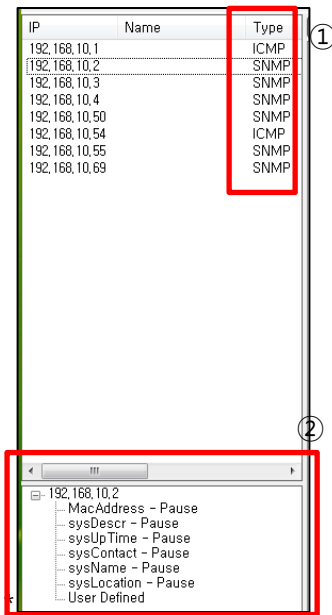 IP Name Type
①
192,168,10,1 ICMP
192,168,10,2 SNMP
192,168,10,3 SNMP
192,168,10,4 SNMP
192,168,10,50 SNMP
192,168,10,54 ICMP
192,168,10,55 SNMP
192,168,10,69 SNMP
②
192,168,10,2
MacAddress - Pause
sysDescr - Pause
sysUpTime - Pause
sysContact - Pause
sysName - Pause
sysLocation - Pause
User Defined